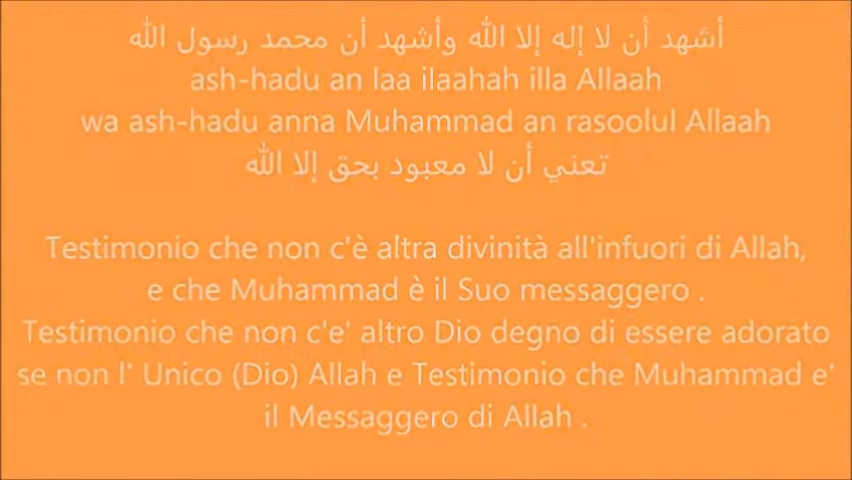 أشهد أن لا إله إلا الله وأشهد أن محمد رسول الله
ash-hadu an laa ilaahah illa Allaah
wa ash-hadu anna Muhammad an rasoolul Allaah
تعني أن لا معبود بحق إلا الله
Testimonio che non c'è altra divinità all'infuori di Allah,
e che Muhammad è il Suo messaggero .
Testimonio che non c'e' altro Dio degno di essere adorato
se non l' Unico (Dio) Allah e Testimonio che Muhammad e'
il Messaggero di Allah .